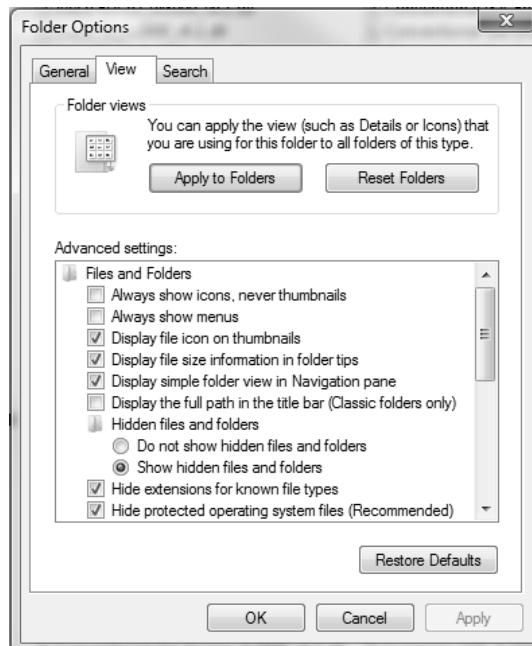 Folder Options
General
View
Search
Folder views
You can apply the view (such as Details or Icons) that
you are using for this folder to all folders of this type.
Apply to Folders
Reset Folders
Advanced settings:
Files and Folders
Always show icons, never thumbnails
Always show menus
Display file icon on thumbnails
Display file size information in folder tips
Display simple folder view in Navigation pane
Display the full path in the title bar (Classic folders only)
Hidden files and folders
Do not show hidden files and folders
Show hidden files and folders
Hide extensions for known file types
Hide protected operating system files (Recommended)
Restore Defaults
OK
Cancel
Apply